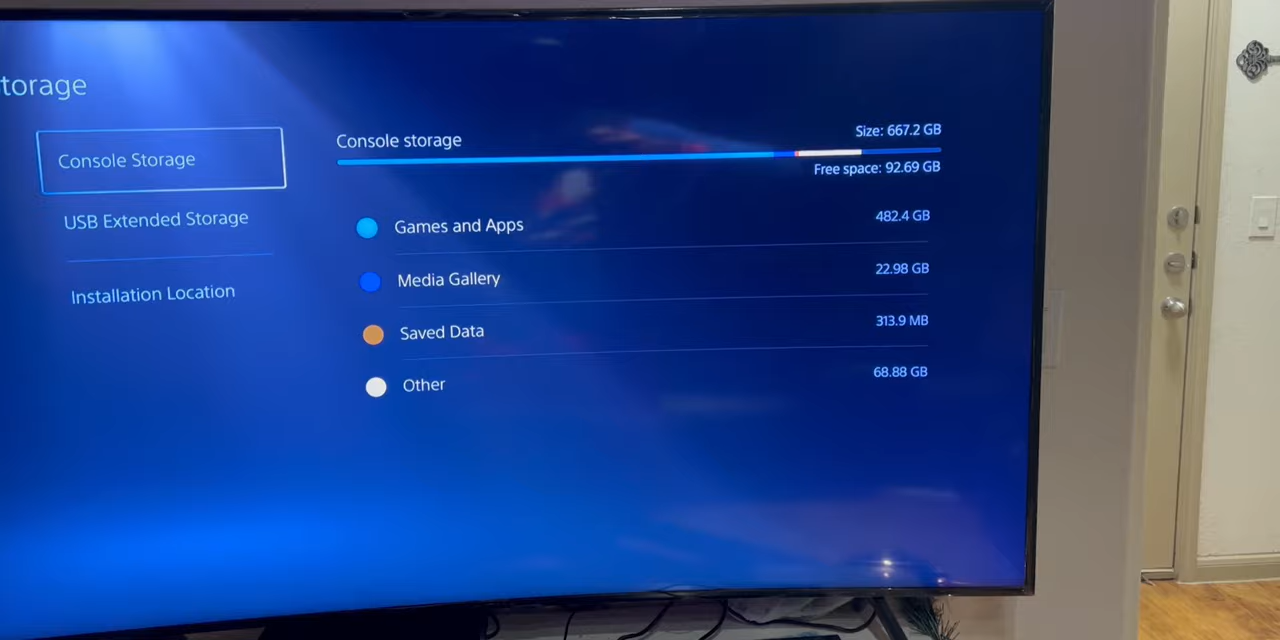 torage
Console Storage
USB Extended Storage
Installation Location
Console storage
Size: 667.2 GB
Free space: 92.69 GB
Games and Apps 482.4 GB
Media Gallery 22.98 GB
Saved Data 313.9 MB
Other 68.88 GB